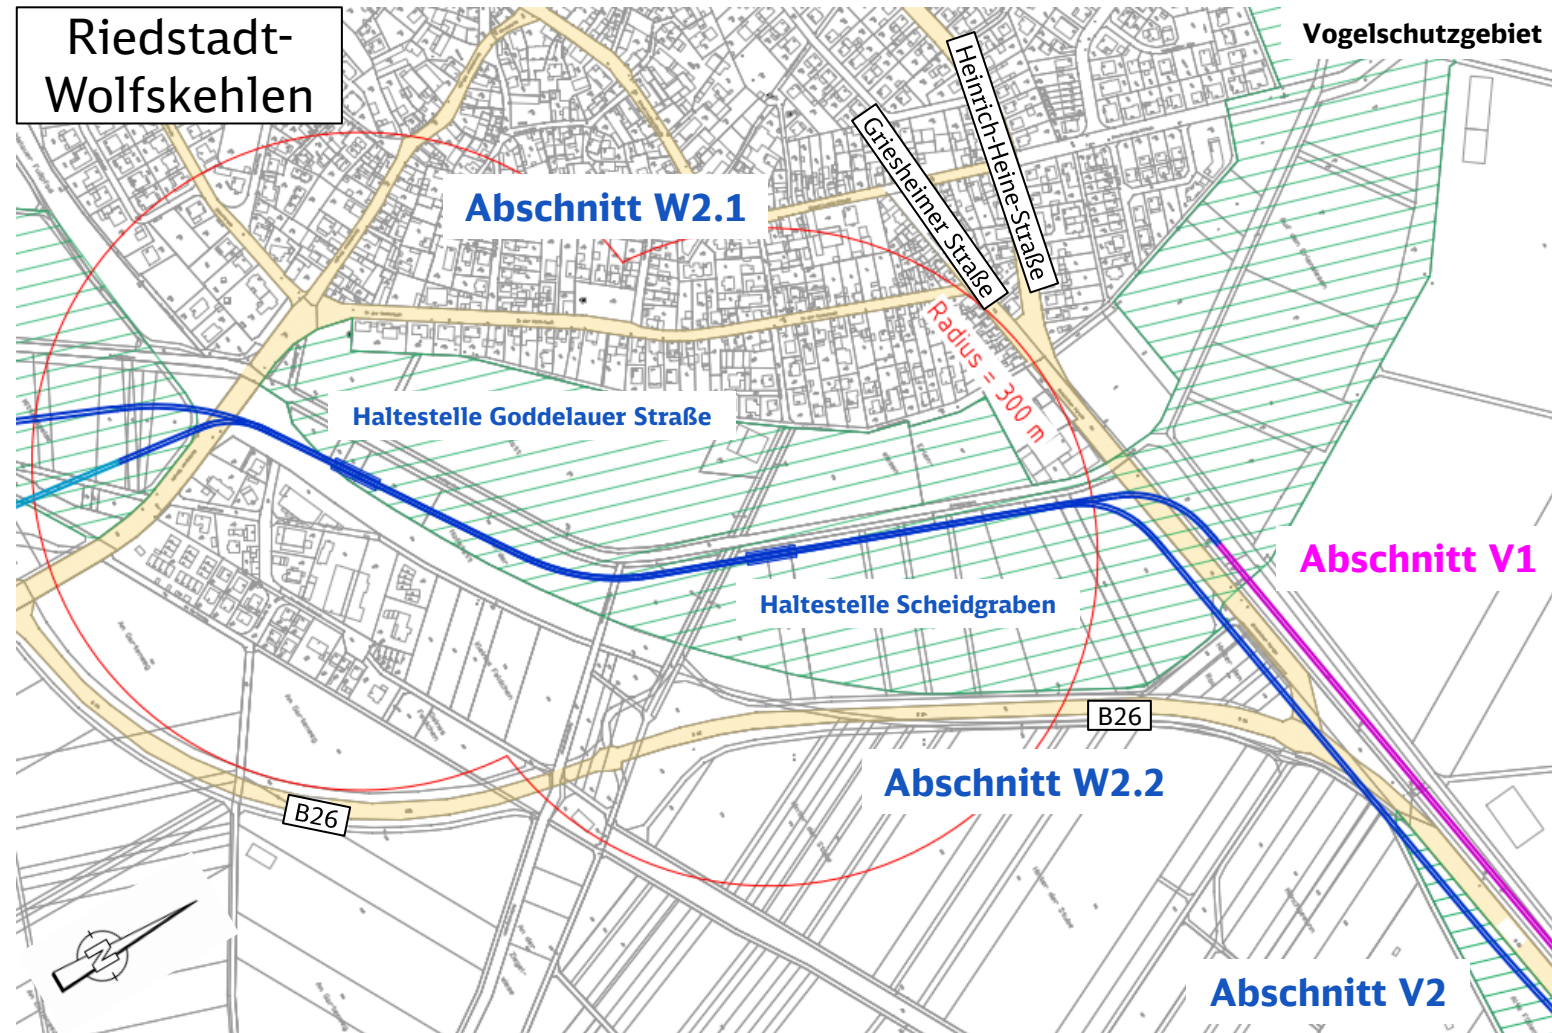 Riedstadt-
Wolfskehlen
Vogelschutzgebiet
Heinrich-Heine-Straße
Griesheimer Straße
Abschnitt W2.1
Radius = 300 m
Haltestelle Goddelauer Straße
Abschnitt V1
Haltestelle Scheidgraben
B26
Abschnitt W2.2
B26
N
Abschnitt V2